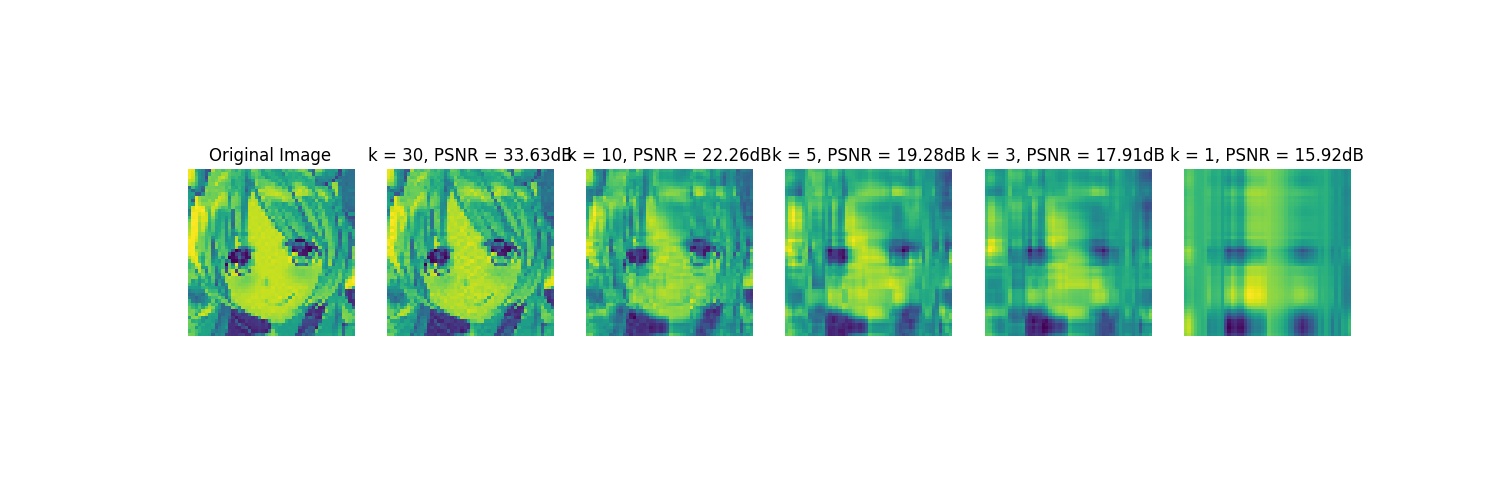 Original Image
k = 30, PSNR = 33.63dB
k = 10, PSNR = 22.26dB
k = 5, PSNR = 19.28dB
k = 3, PSNR = 17.91dB
k = 1, PSNR = 15.92dB